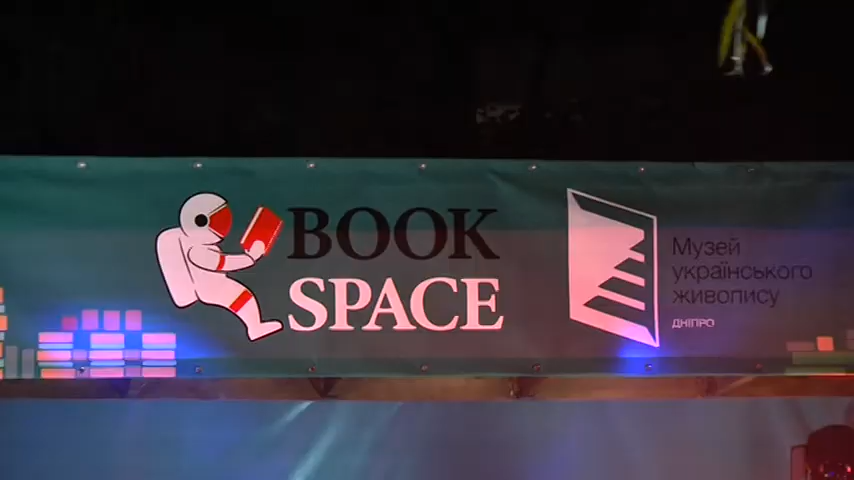 BOOK
SPACE
Музей
українського
живопису
ДНІПРО